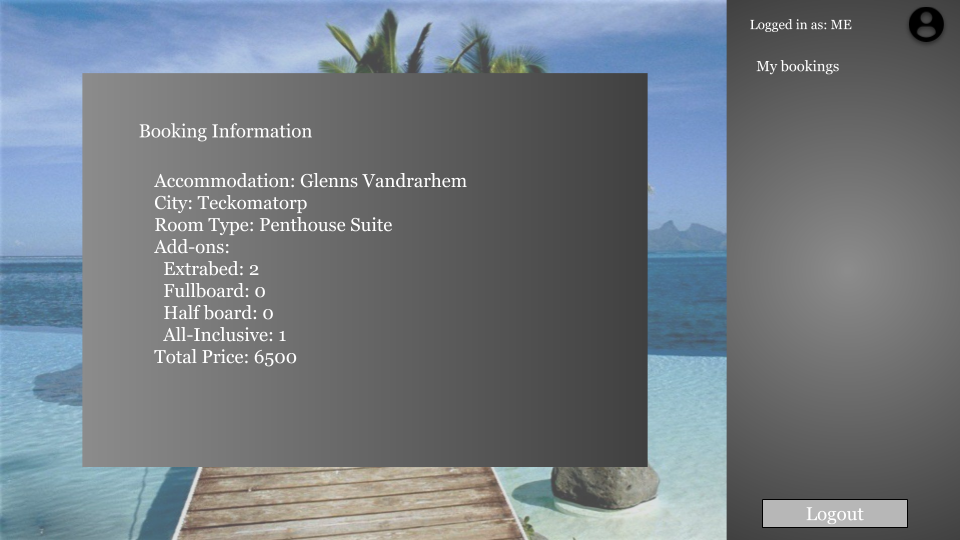 Logged in as: ME
My bookings
Booking Information
Accommodation: Glenns Vandrarhem
City: Teckomatorp
Room Type: Penthouse Suite
Add-ons:
Extrabed: 2
Fullboard: 0
Half board: 0
All-Inclusive: 1
Total Price: 6500
Logout